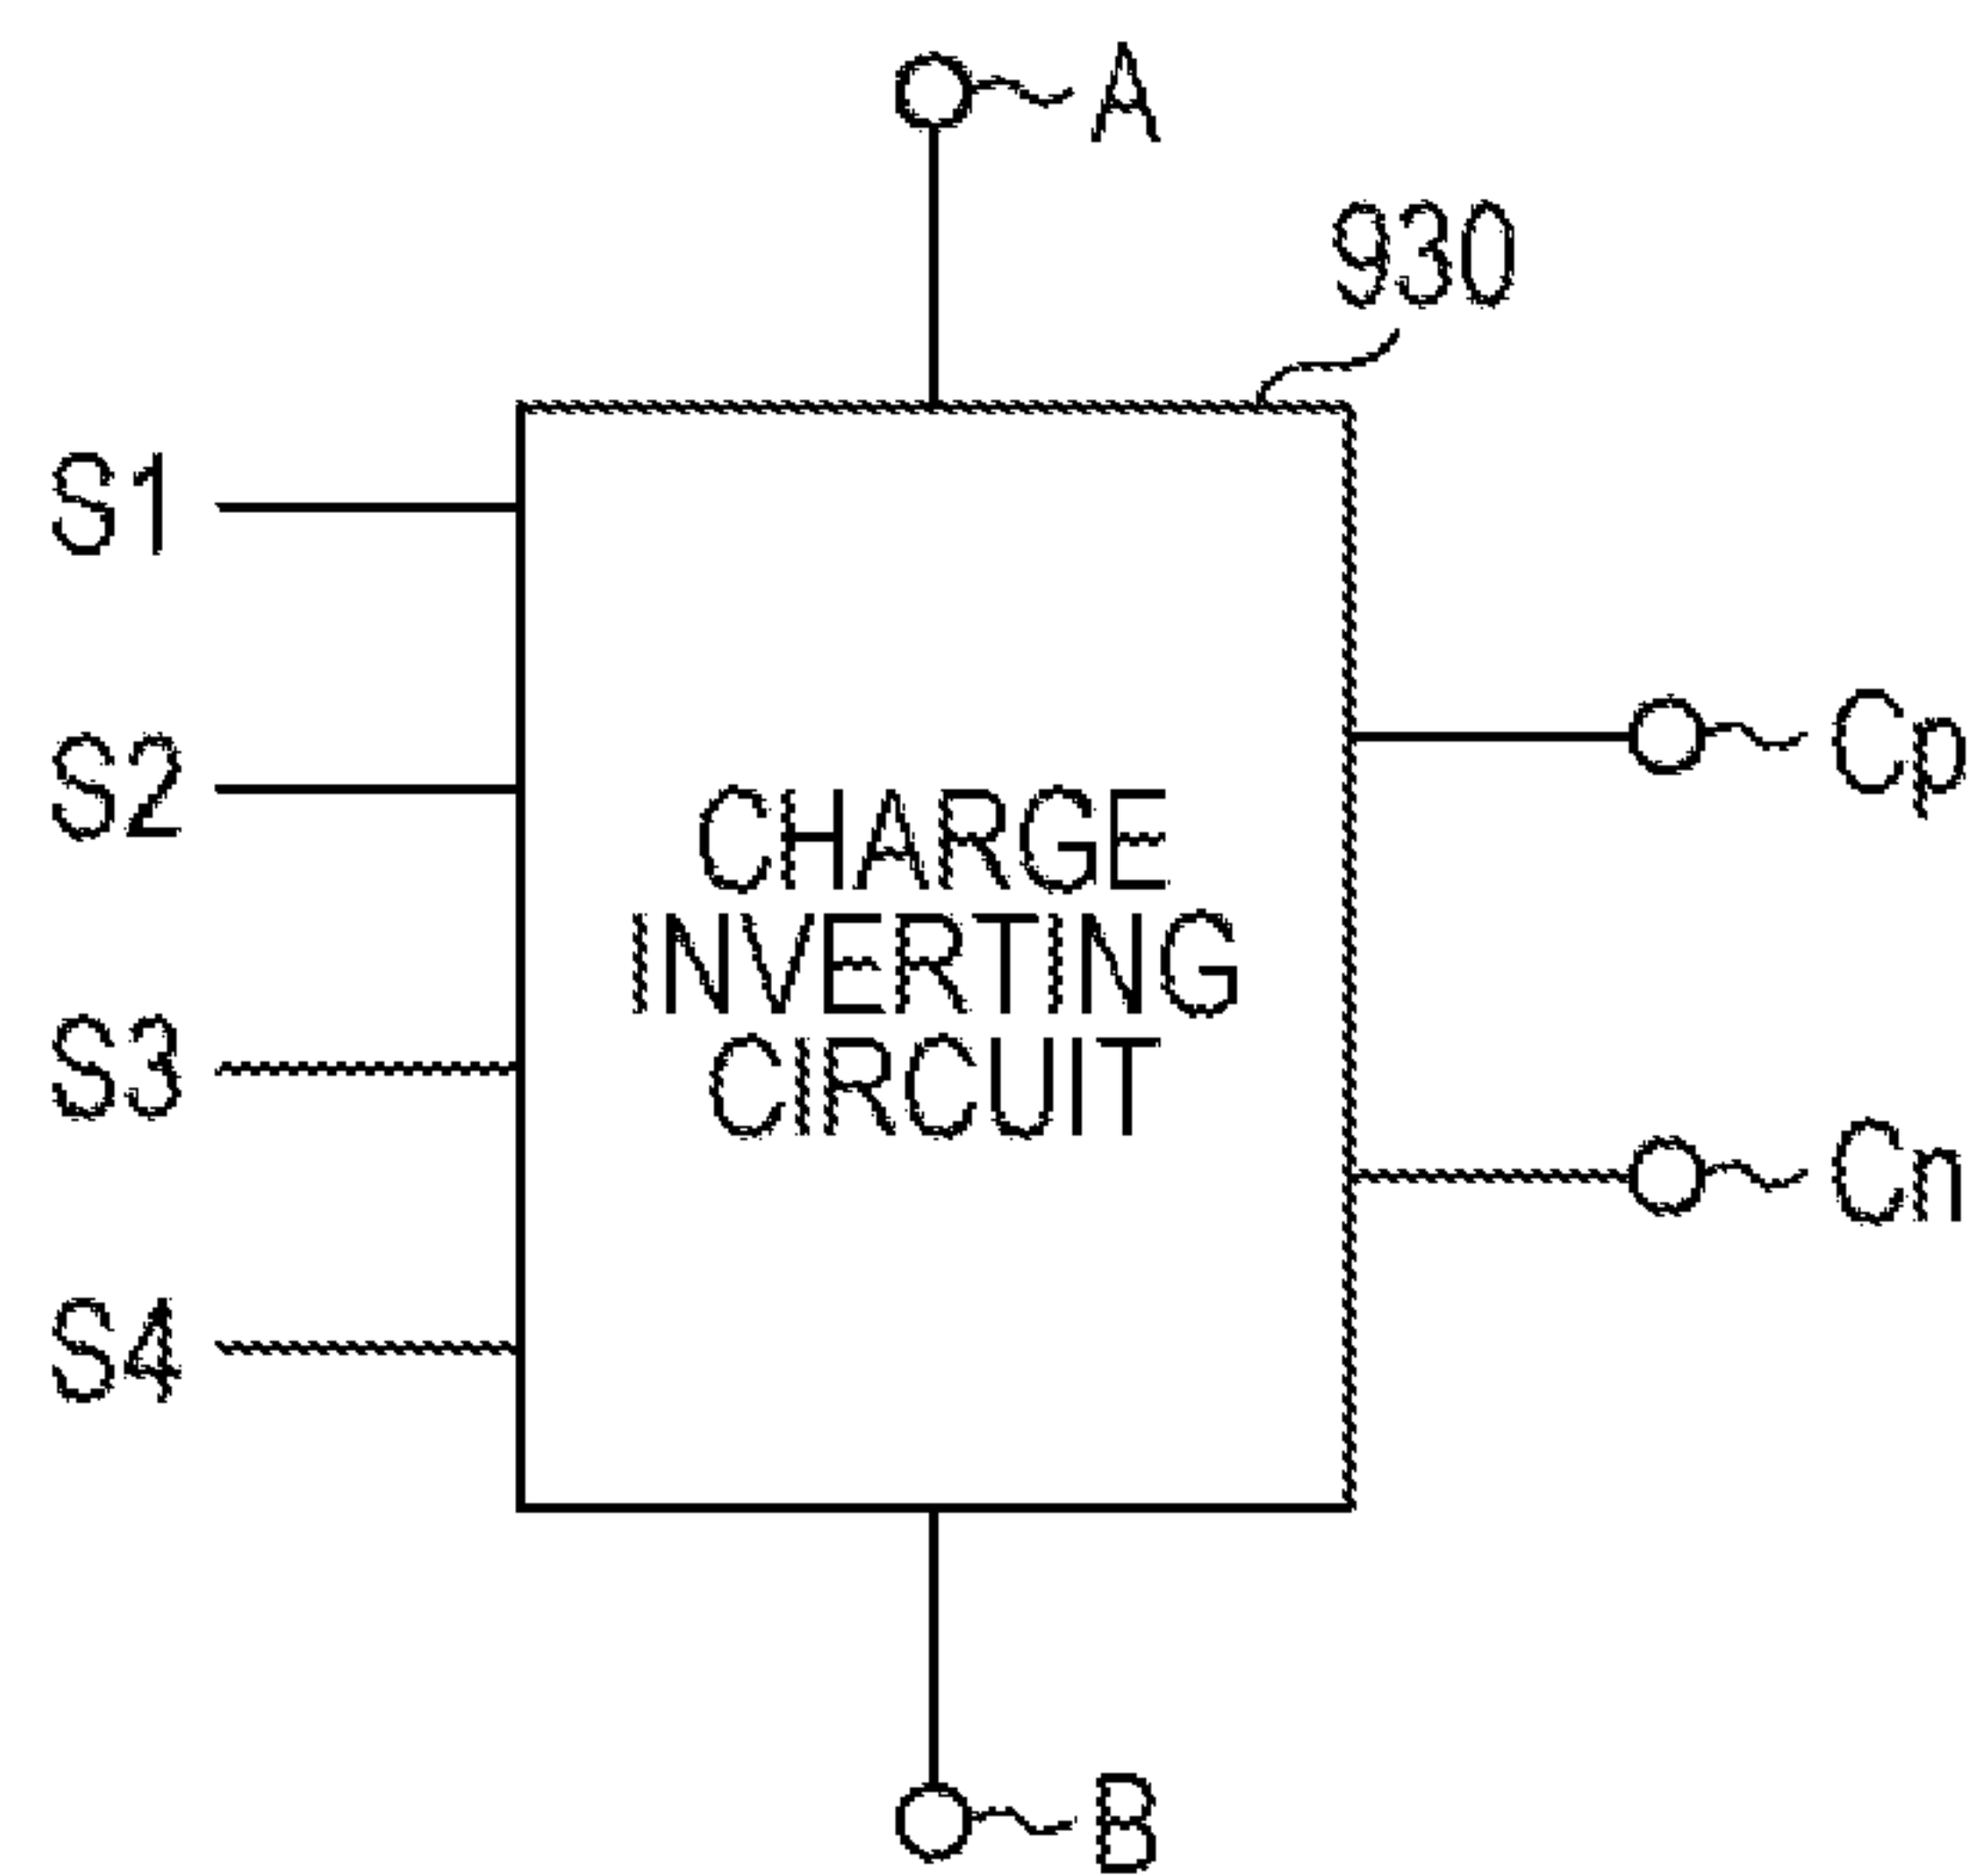 A
930
S1
S2
S3
S4
CHARGE
INVERTING
CIRCUIT
Cp
Cn
B